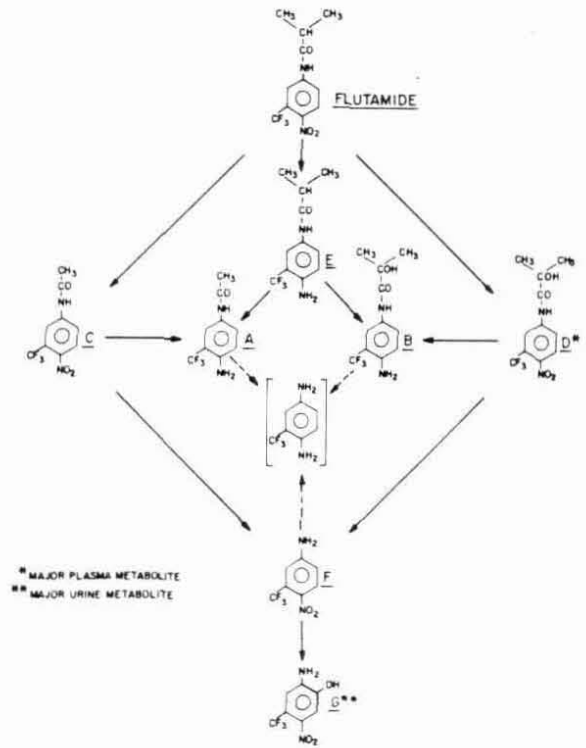 CH3 CH3
CH
CO
NH
CF3
NO2
FLUTAMIDE
CH3 CH3
CH
CO
NH
CF3
NH2
E
CH3
CO
NH
CF3
NO2
C
CH3
CO
NH
CF3
NH2
A
CH3 CH3
COH
CO
NH
CF3
NH2
B
CH3 CH3
COH
CO
NH
CF3
NO2
D*
NH2
CF3
NH2
NH2
CF3
NO2
F
* MAJOR PLASMA METABOLITE
** MAJOR URINE METABOLITE
NH2
OH
CF3
NO2
G**